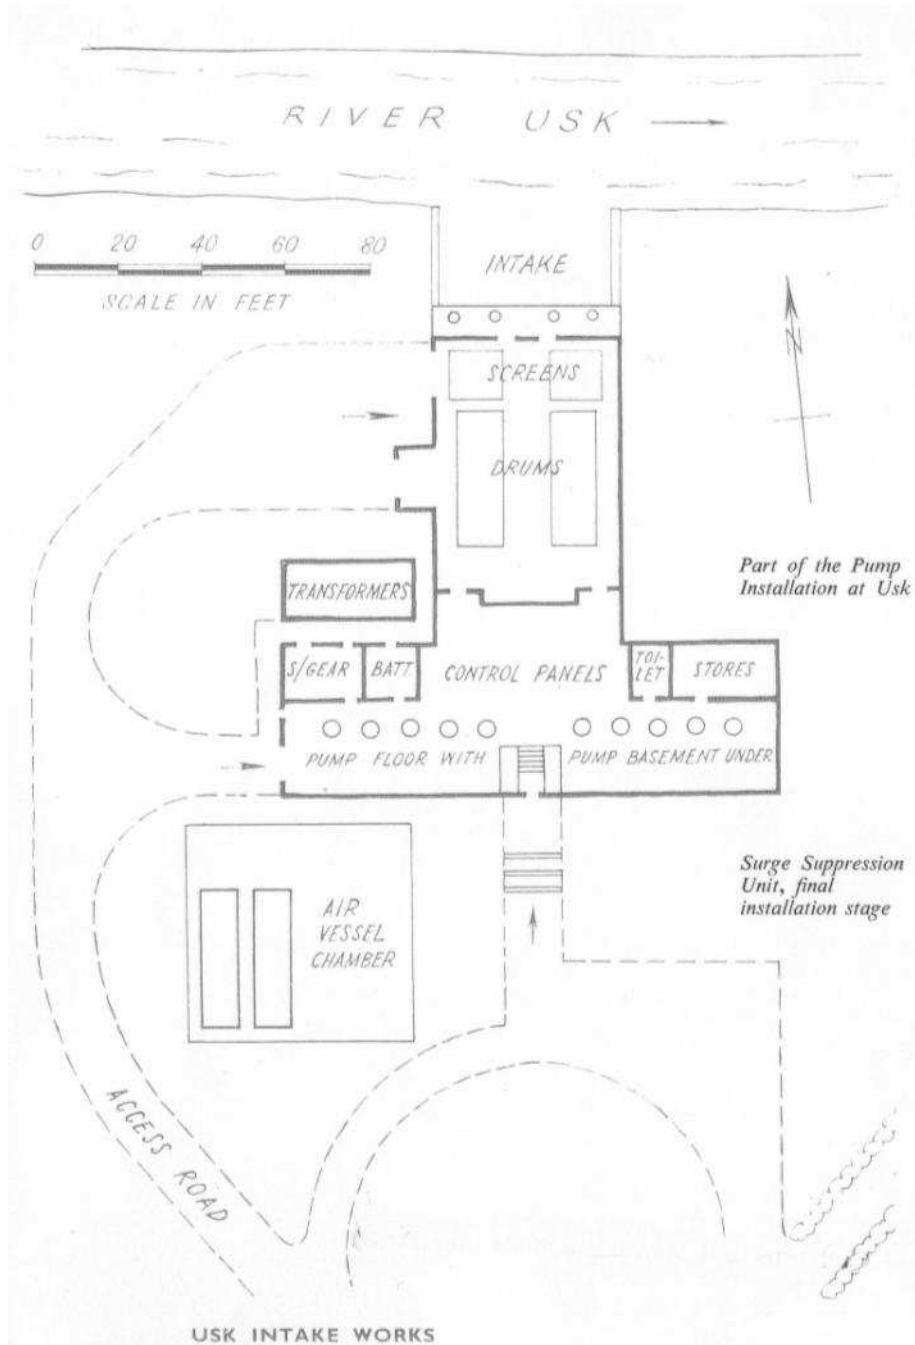 RIVER USK
0 20 40 60 80
SCALE IN FEET
INTAKE
N
SCREENS
DRUMS
Part of the Pump
Installation at Usk
TRANSFORMERS
S/GEAR
BATT
CONTROL PANELS
TOI-
LET
STORES
PUMP FLOOR WITH
PUMP BASEMENT UNDER
Surge Suppression
Unit, final
installation stage
AIR
VESSEL
CHAMBER
ACCESS ROAD
USK INTAKE WORKS